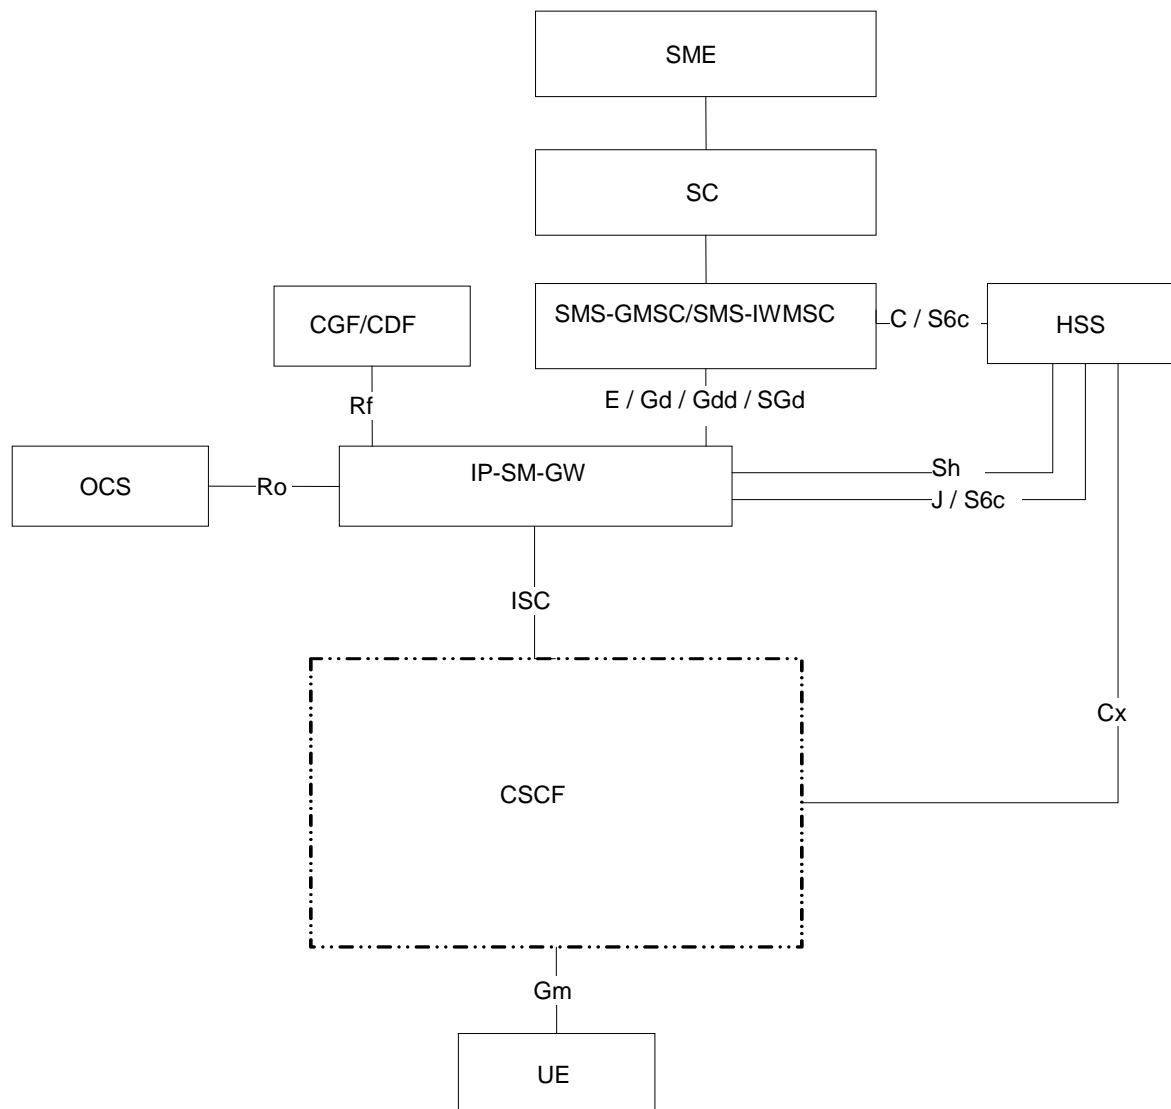 SME
SC
SMS-GMSC/SMS-IWMSC
C / S6c
HSS
CGF/CDF
Rf
E / Gd / Gdd / SGd
OCS
Ro
IP-SM-GW
Sh
J / S6c
ISC
Cx
CSCF
Gm
UE